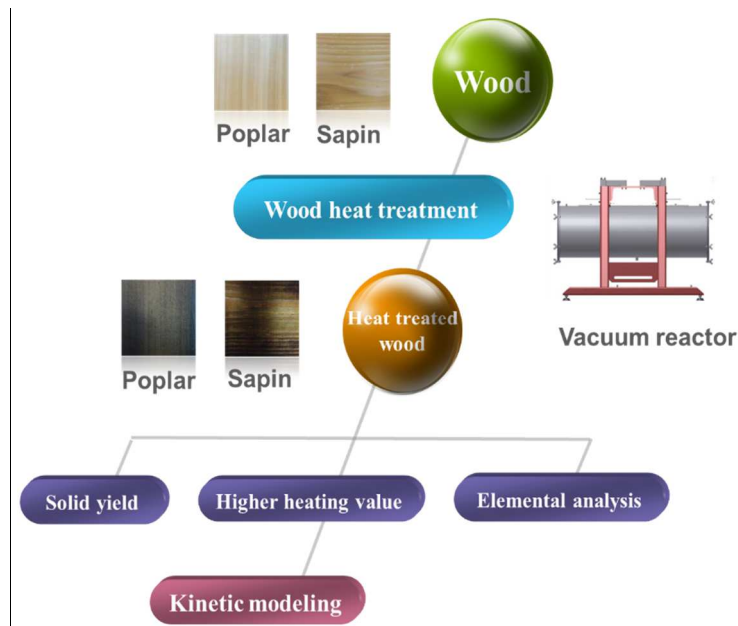 Wood
Poplar
Sapin
Wood heat treatment
Heat treated
wood
Vacuum reactor
Poplar
Sapin
Solid yield
Higher heating value
Elemental analysis
Kinetic modeling